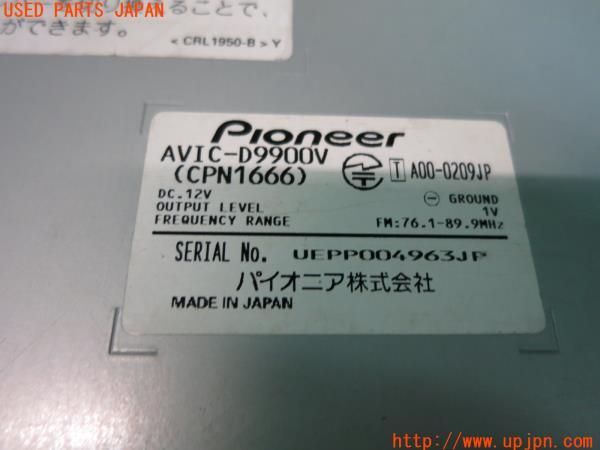 USED PARTS JAPAN
ることで、
ができます。
< CRL1950-B > Y
Pioneer
AVIC-D9900V
(CPN1666)
T A00-0209JP
DC.12V
⊖ GROUND
OUTPUT LEVEL 1V
FREQUENCY RANGE FM:76.1-89.9MHz
SERIAL No. UEPP004963JP
パイオニア株式会社
MADE IN JAPAN
http://www.upjpn.com/